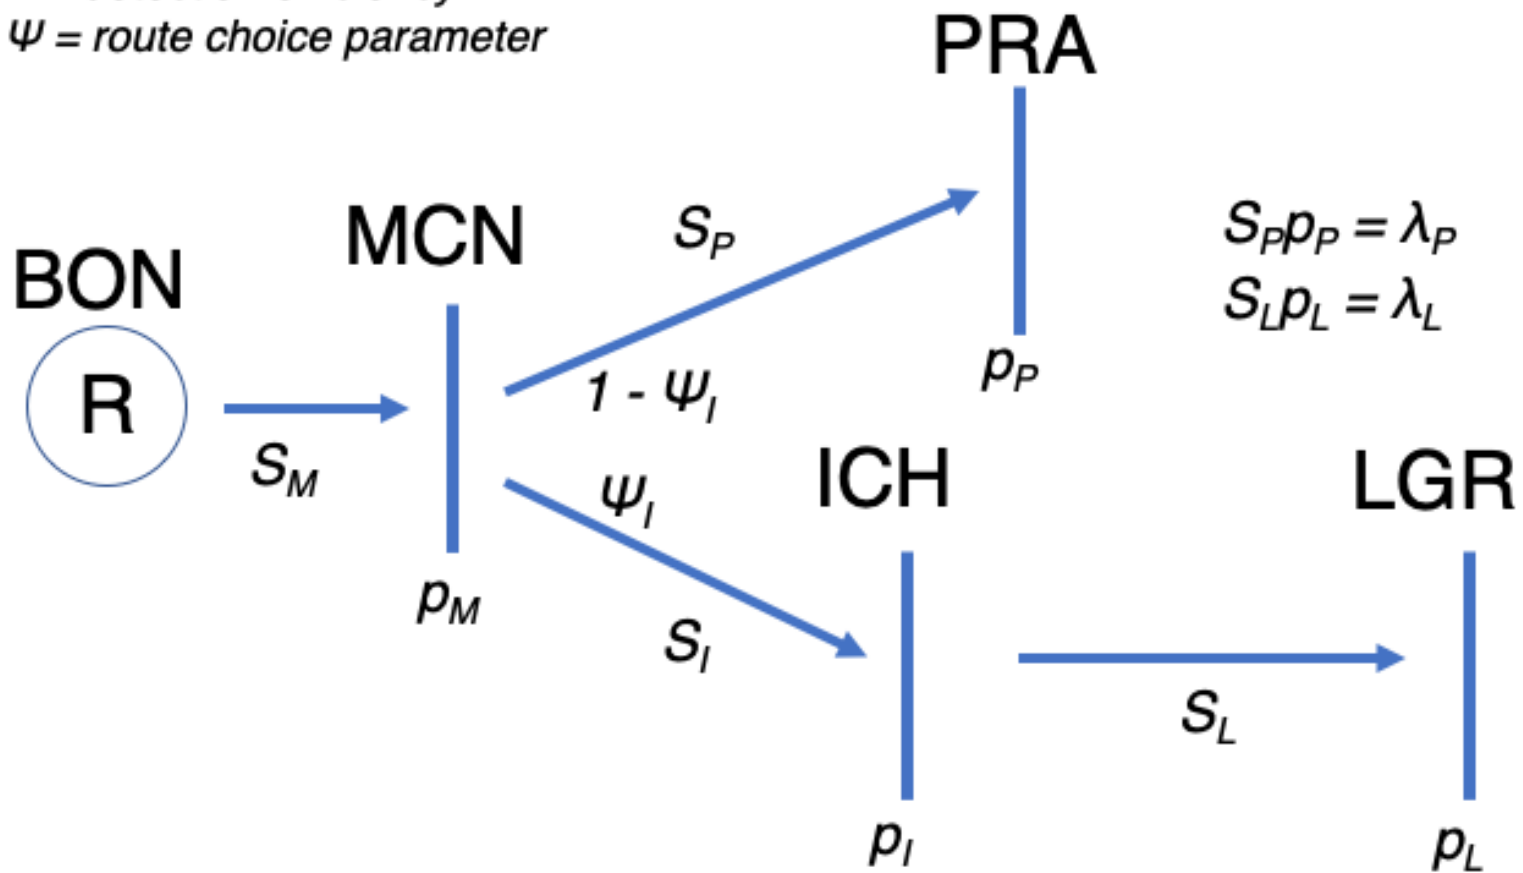 Ψ = route choice parameter
PRA
MCN
BON
R
S_M
p_M
S_P
1 - Ψ_I
Ψ_I
S_I
p_P
S_P p_P = λ_P
S_L p_L = λ_L
ICH
p_I
S_L
LGR
p_L